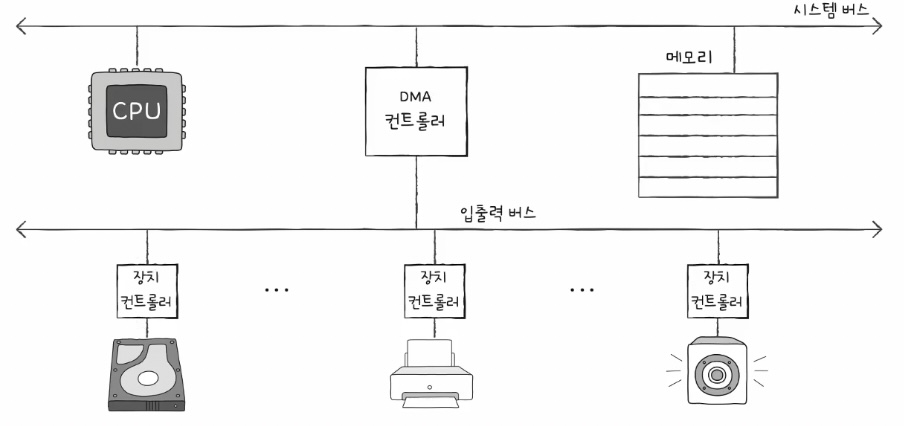 시스템 버스
메모리
CPU
DMA
컨트롤러
입출력 버스
장치
컨트롤러
...
장치
컨트롤러
...
장치
컨트롤러